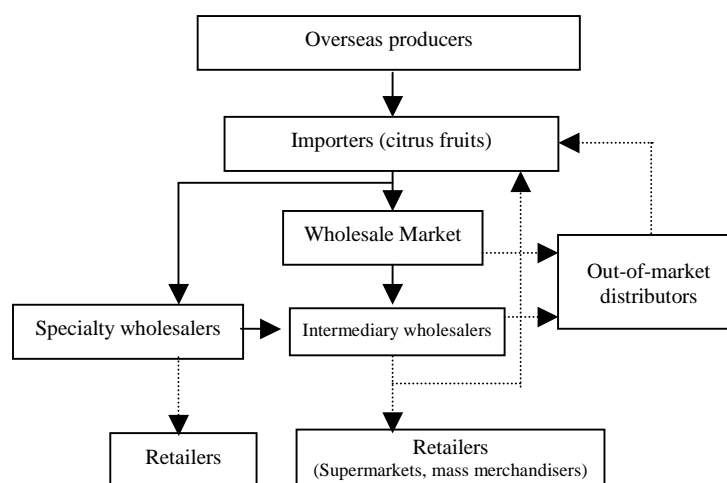 Overseas producers
Importers (citrus fruits)
Wholesale Market
Out-of-market
distributors
Specialty wholesalers
Intermediary wholesalers
Retailers
Retailers
(Supermarkets, mass merchandisers)